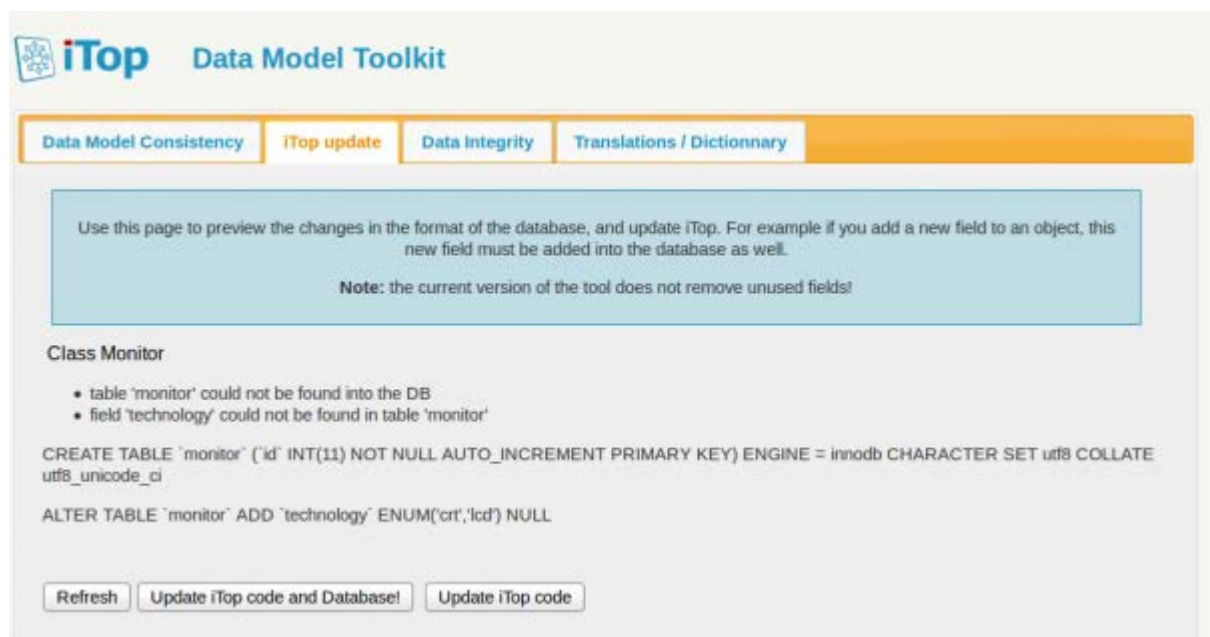 iTop Data Model Toolkit
Data Model Consistency iTop update Data Integrity Translations / Dictionnary
Use this page to preview the changes in the format of the database, and update iTop. For example if you add a new field to an object, this
new field must be added into the database as well.
Note: the current version of the tool does not remove unused fields!
Class Monitor
• table 'monitor' could not be found into the DB
• field 'technology' could not be found in table 'monitor'
CREATE TABLE `monitor` (`id` INT(11) NOT NULL AUTO_INCREMENT PRIMARY KEY) ENGINE = innodb CHARACTER SET utf8 COLLATE
utf8_unicode_ci
ALTER TABLE `monitor` ADD `technology` ENUM('crt','lcd') NULL
Refresh Update iTop code and Database! Update iTop code